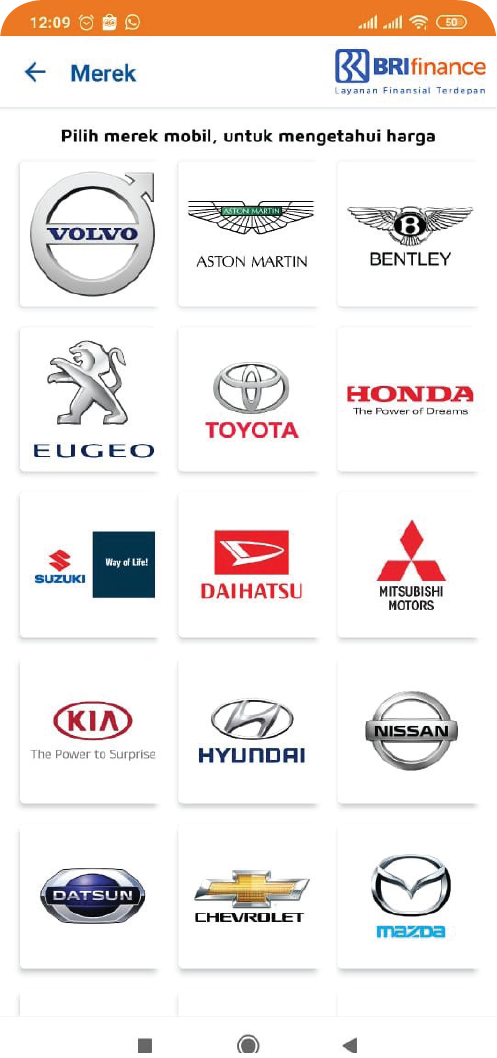 12:09
50
Merek
BRIfinance
Layanan Finansial Terdepan
Pilih merek mobil, untuk mengetahui harga
VOLVO
ASTON MARTIN
ASTON MARTIN
B
BENTLEY
EUGEO
TOYOTA
HONDA
The Power of Dreams
SUZUKI
Way of Life!
DAIHATSU
MITSUBISHI
MOTORS
KIA
The Power to Surprise
HYUNDAI
NISSAN
DATSUN
CHEVROLET
mazda